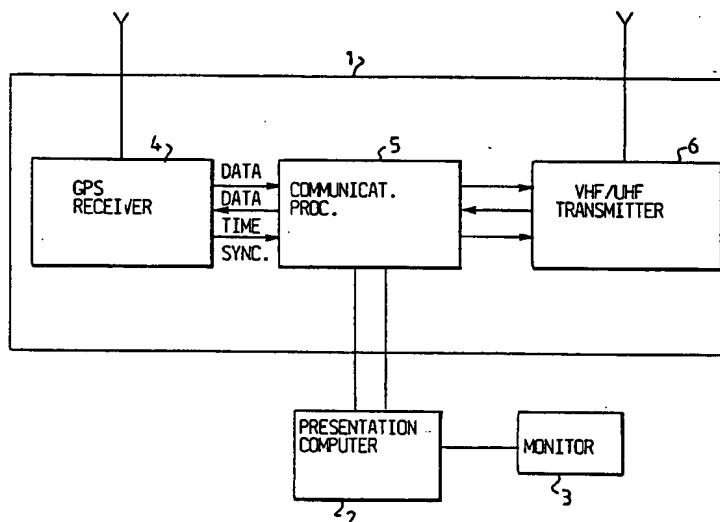 1
4
5
6
GPS
RECEIVER
DATA
DATA
TIME
SYNC.
COMMUNICAT.
PROC.
VHF/UHF
TRANSMITTER
PRESENTATION
COMPUTER
MONITOR
2
3